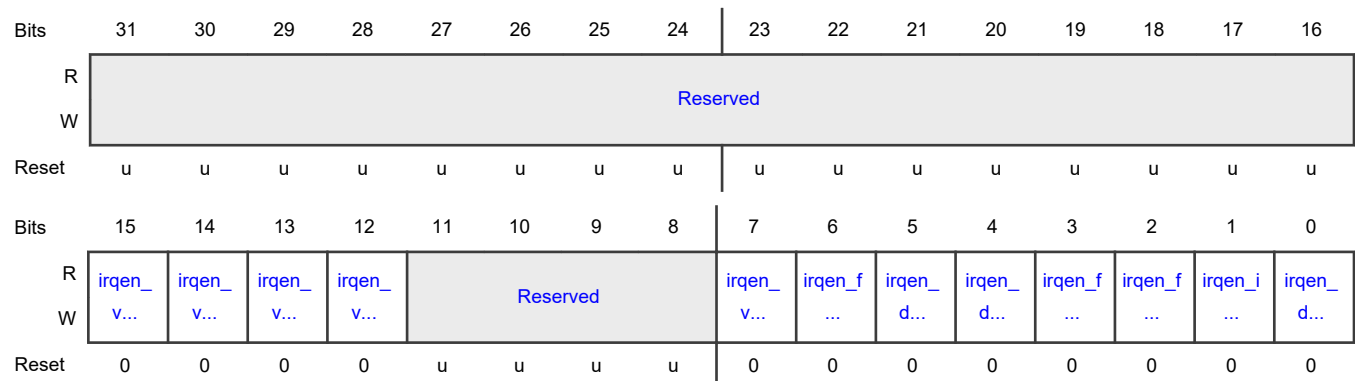 Bits 31 30 29 28 27 26 25 24 23 22 21 20 19 18 17 16
R
Reserved
W
Reset u u u u u u u u u u u u u u u u
Bits 15 14 13 12 11 10 9 8 7 6 5 4 3 2 1 0
R irqen_ irqen_ irqen_ irqen_ irqen_ irqen_f irqen_ irqen_ irqen_f irqen_f irqen_i irqen_
Reserved
W v... v... v... v... v... ... d... d... ... ... ... d...
Reset 0 0 0 0 u u u u 0 0 0 0 0 0 0 0